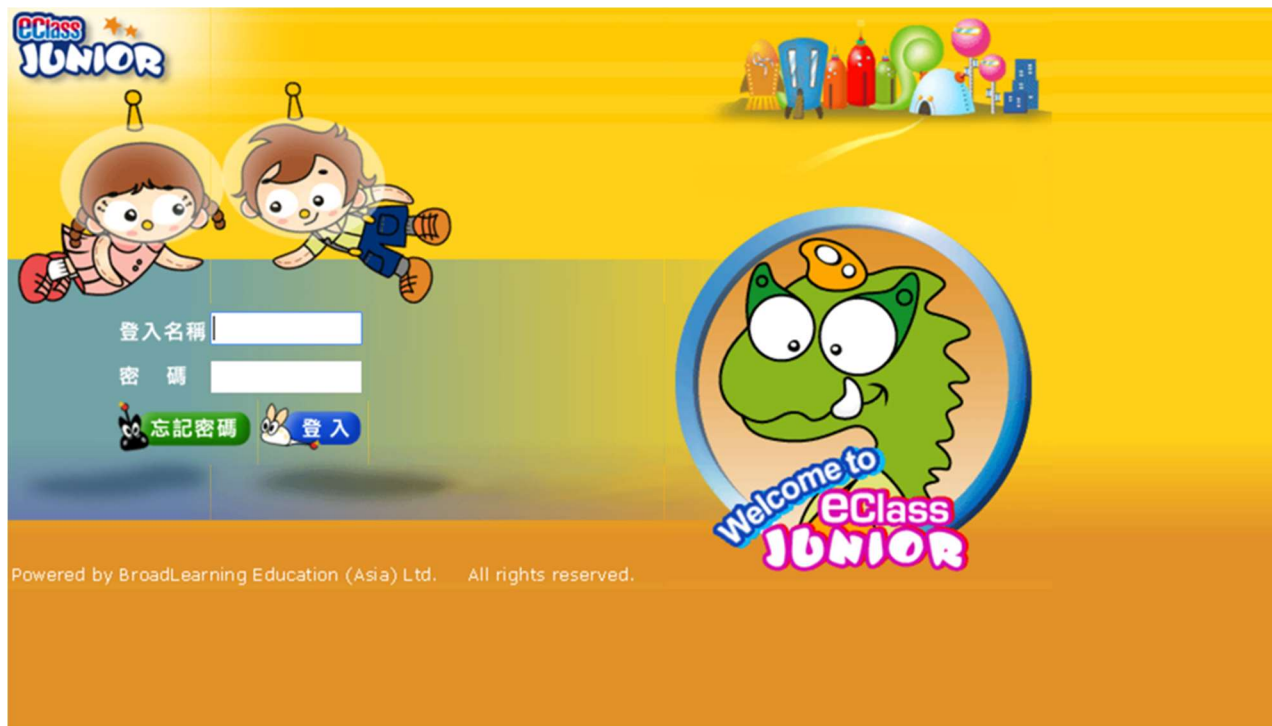 eClass
JUNIOR
登入名稱
密 碼
忘記密碼 登入
Welcome to
eClass
JUNIOR
Powered by BroadLearning Education (Asia) Ltd. All rights reserved.